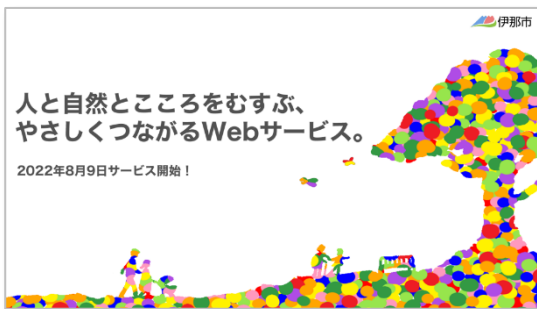 伊那市
人と自然とこころをむすぶ、
やさしくつながるWebサービス。
2022年8月9日サービス開始！